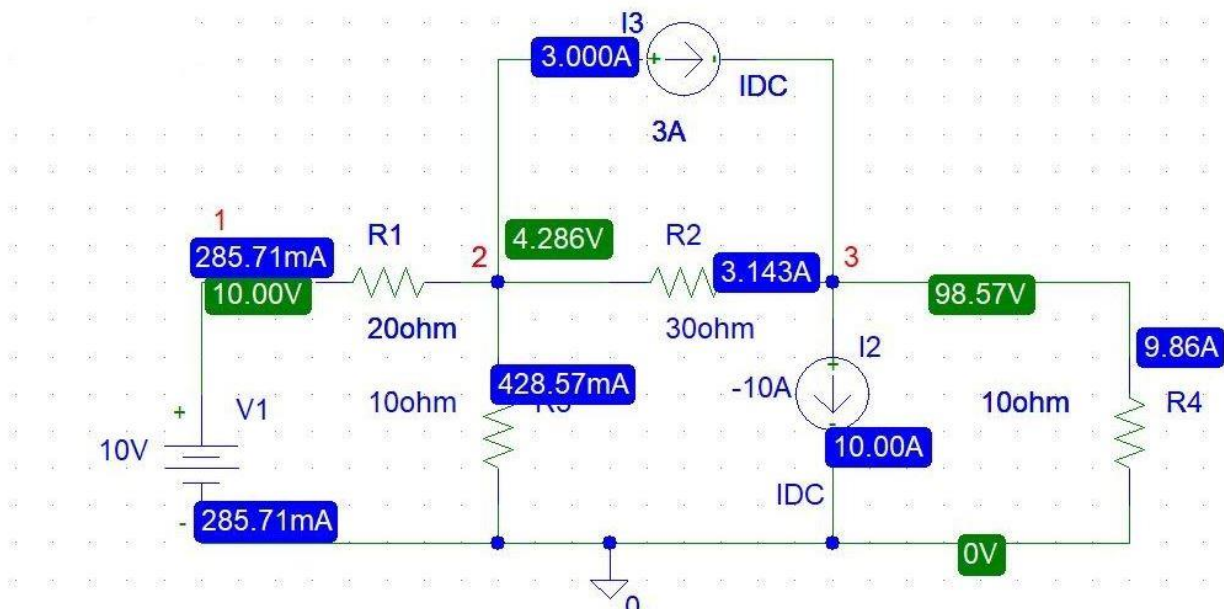 I3
3.000A
+
-
IDC
3A
1
285.71mA
10.00V
R1
2
4.286V
R2
3.143A
3
98.57V
20ohm
30ohm
9.86A
I2
+
-10A
428.57mA
10ohm
R3
10ohm
R4
+
V1
10V
-
10.00A
IDC
-
285.71mA
0V
0